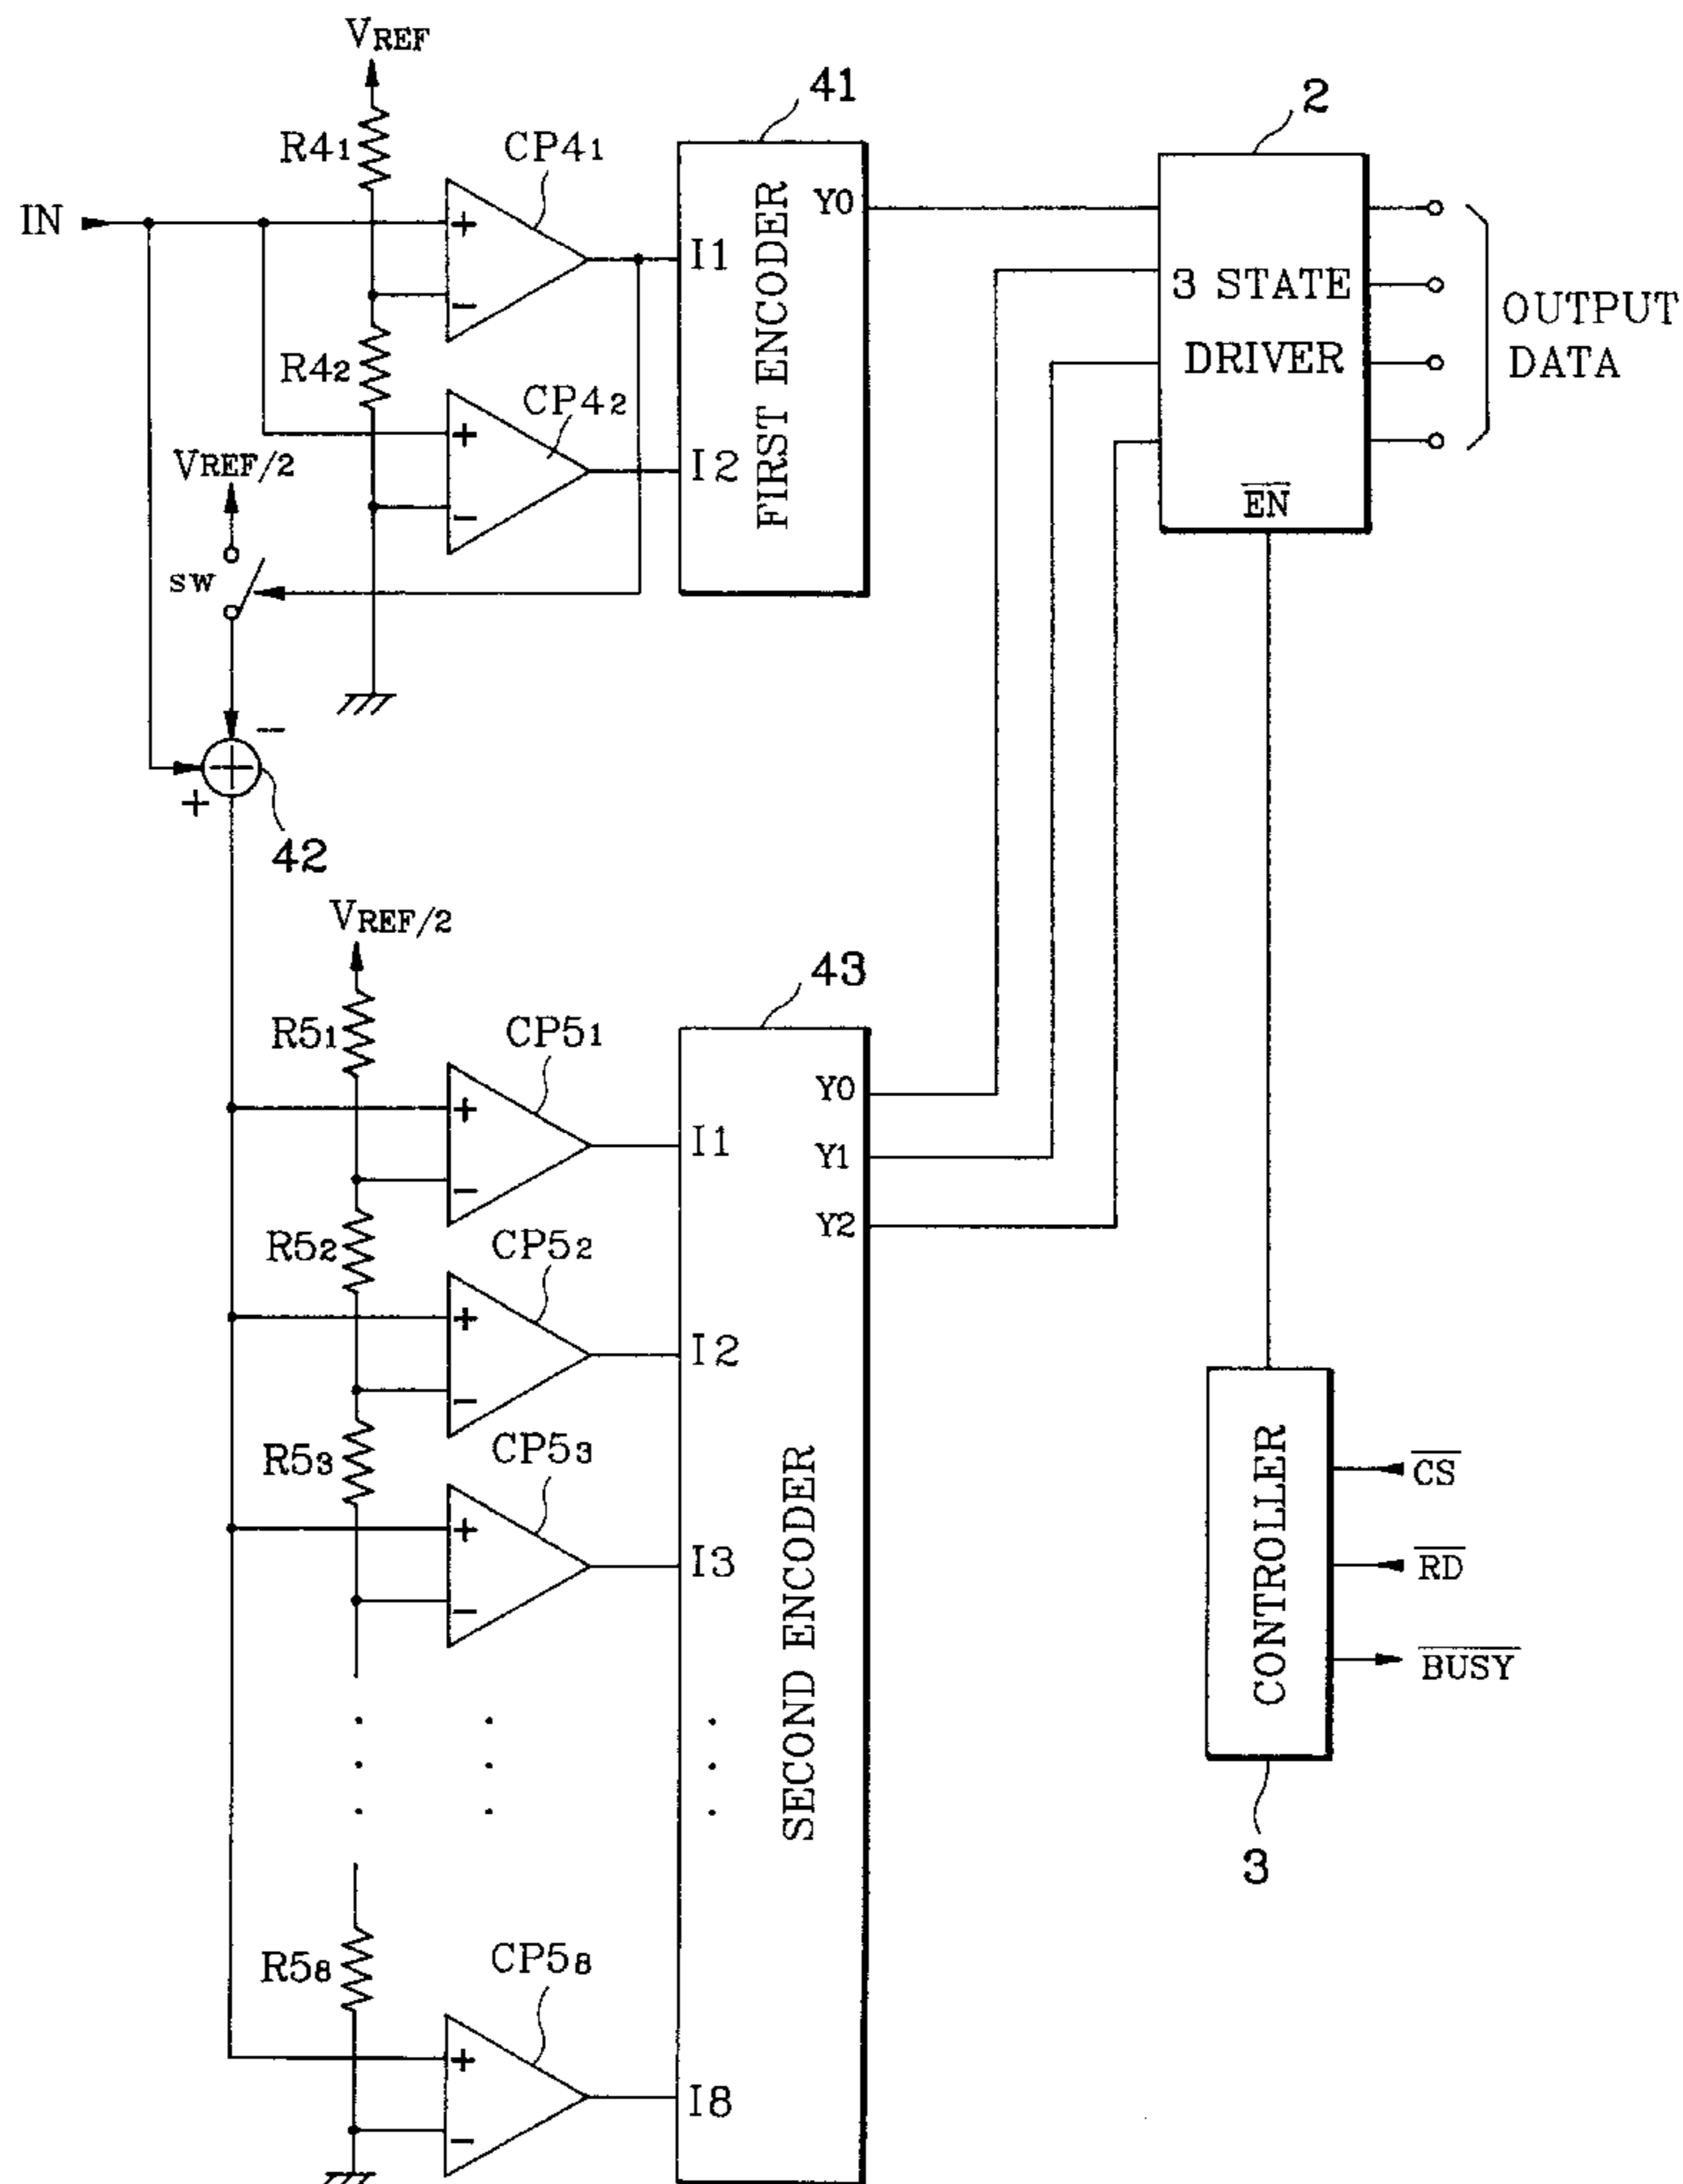 VREF
41
2
R41
CP41
IN
+
−
I1
Y0
FIRST ENCODER
3 STATE
DRIVER
EN
OUTPUT
DATA
R42
CP42
+
−
I2
VREF/2
SW
−
+
42
VREF/2
43
R51
CP51
+
−
I1
Y0
Y1
Y2
R52
CP52
+
−
I2
SECOND ENCODER
R53
CP53
+
−
I3
CONTROLLER
CS
RD
BUSY
3
R58
CP58
+
−
I8